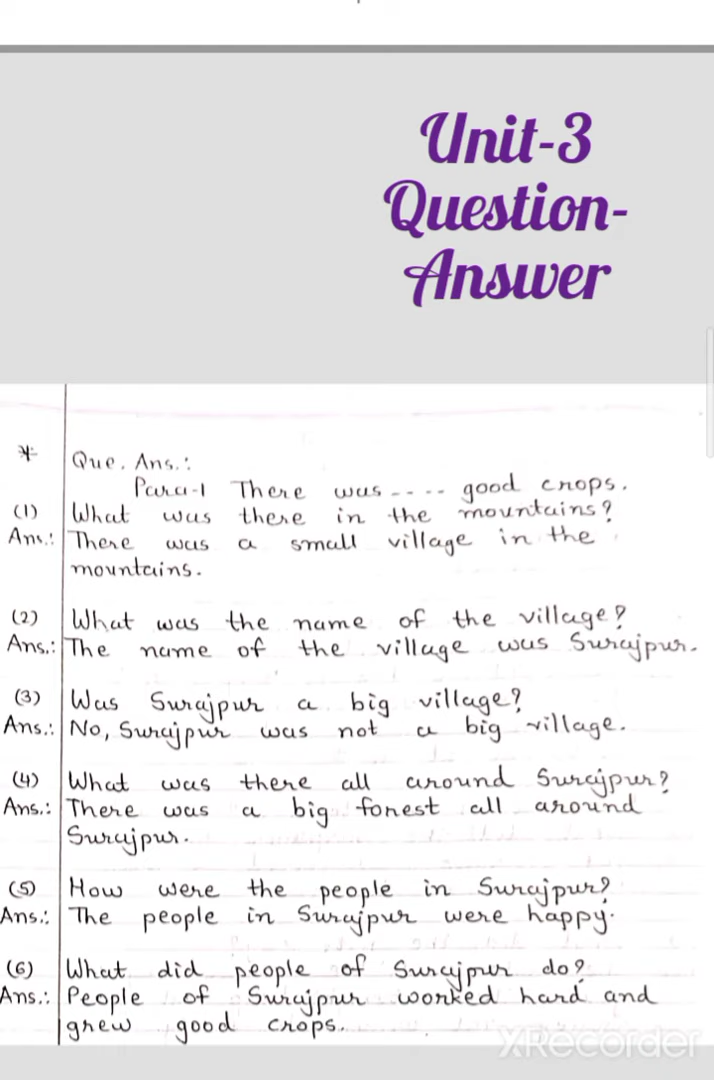 Unit-3
Question-
Answer
* Que. Ans.:
Para-1 There was ---- good crops.
(1) What was there in the mountains?
Ans.: There was a small village in the
mountains.
(2) What was the name of the village?
Ans.: The name of the village was Surajpur.
(3) Was Surajpur a big village?
Ans.: No, Surajpur was not a big village.
(4) What was there all around Surajpur?
Ans.: There was a big forest all around
Surajpur.
(5) How were the people in Surajpur?
Ans.: The people in Surajpur were happy.
(6) What did people of Surajpur do?
Ans.: People of Surajpur worked hard and
grew good crops.
XRecorder